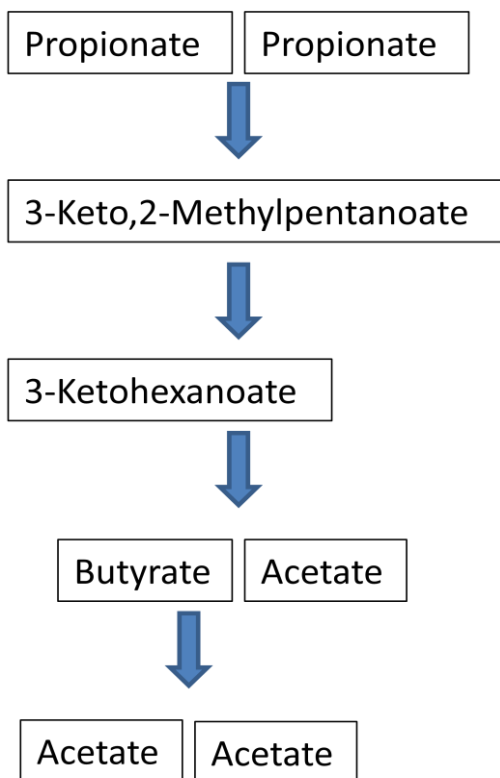 Propionate Propionate
3-Keto,2-Methylpentanoate
3-Ketohexanoate
Butyrate Acetate
Acetate Acetate